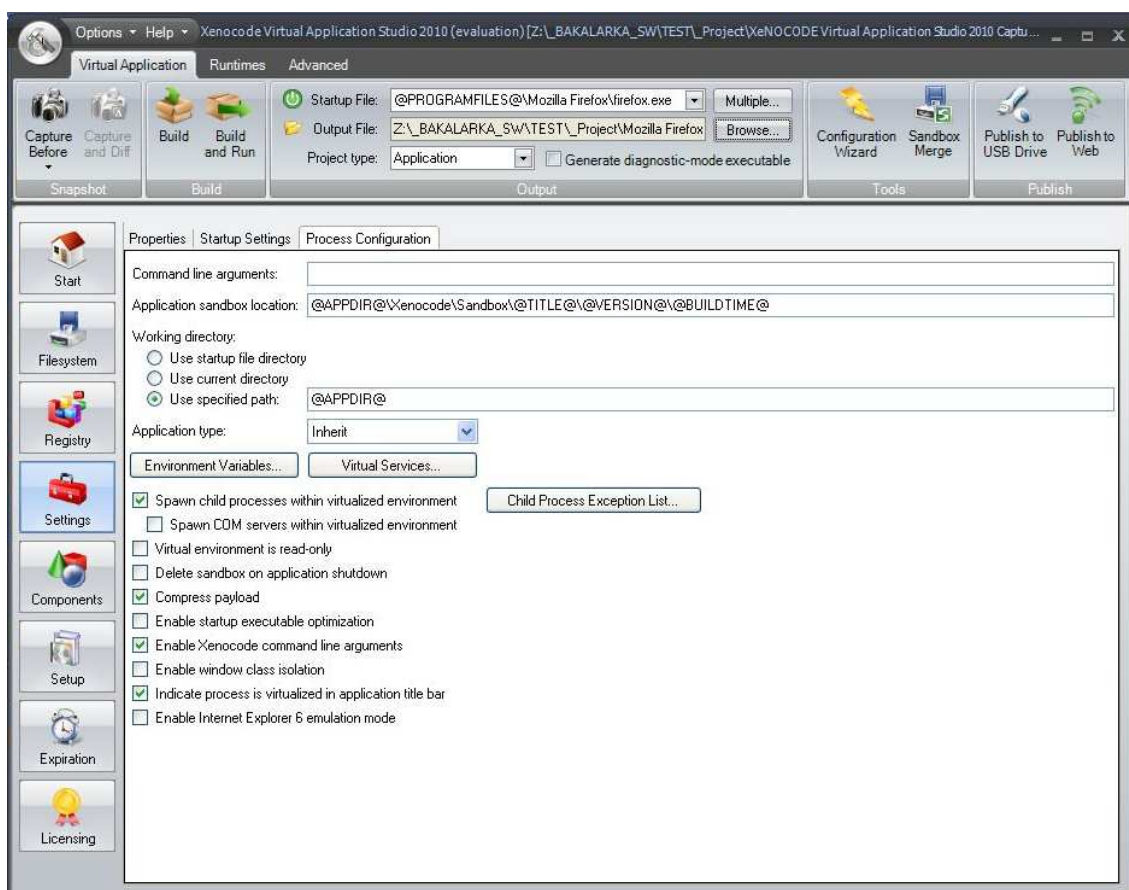 Options Help Xenocode Virtual Application Studio 2010 (evaluation) [Z:\_BAKALARKA_SW\TEST\_Project\XeNOCODE Virtual Application Studio 2010 Captu...
Virtual Application Runtimes Advanced
Startup File: @PROGRAMFILES@\Mozilla Firefox\firefox.exe Multiple...
Output File: Z:\_BAKALARKA_SW\TEST\_Project\Mozilla Firefox Browse...
Project type: Application Generate diagnostic-mode executable
Capture Before
Capture and Diff
Build
Build and Run
Configuration Wizard
Sandbox Merge
Publish to USB Drive
Publish to Web
Snapshot Build Output Tools Publish
Start
Filesystem
Registry
Settings
Components
Setup
Expiration
Licensing
Properties Startup Settings Process Configuration
Command line arguments:
Application sandbox location: @APPDIR@\Xenocode\Sandbox\@TITLE@\@VERSION@\@BUILDTIME@
Working directory:
Use startup file directory
Use current directory
Use specified path: @APPDIR@
Application type: Inherit
Environment Variables... Virtual Services...
Spawn child processes within virtualized environment Child Process Exception List...
Spawn COM servers within virtualized environment
Virtual environment is read-only
Delete sandbox on application shutdown
Compress payload
Enable startup executable optimization
Enable Xenocode command line arguments
Enable window class isolation
Indicate process is virtualized in application title bar
Enable Internet Explorer 6 emulation mode